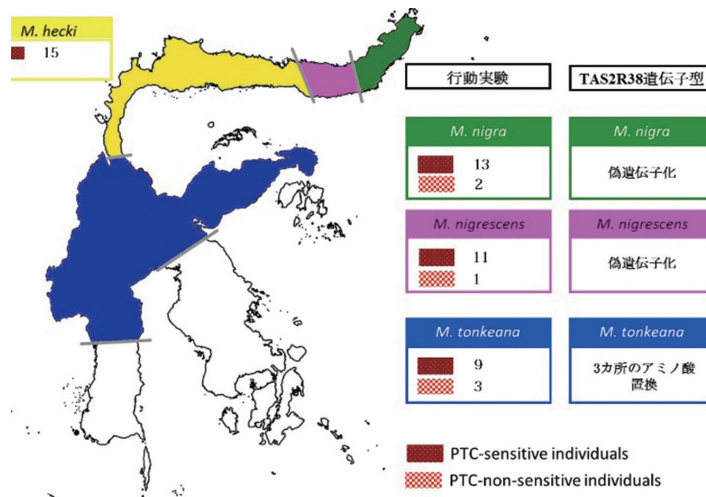 M. hecki
15
行動実験
TAS2R38遺伝子型
M. nigra
13
2
M. nigra
偽遺伝子化
M. nigrescens
11
1
M. nigrescens
偽遺伝子化
M. tonkeana
9
3
M. tonkeana
3カ所のアミノ酸
置換
PTC-sensitive individuals
PTC-non-sensitive individuals